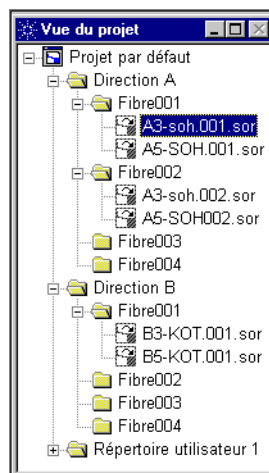 Vue du projet
Projet par défaut
Direction A
Fibre001
A3-soh.001.sor
A5-SOH.001.sor
Fibre002
A3-soh.002.sor
A5-SOH002.sor
Fibre003
Fibre004
Direction B
Fibre001
B3-KOT.001.sor
B5-KOT.001.sor
Fibre002
Fibre003
Fibre004
Répertoire utilisateur 1